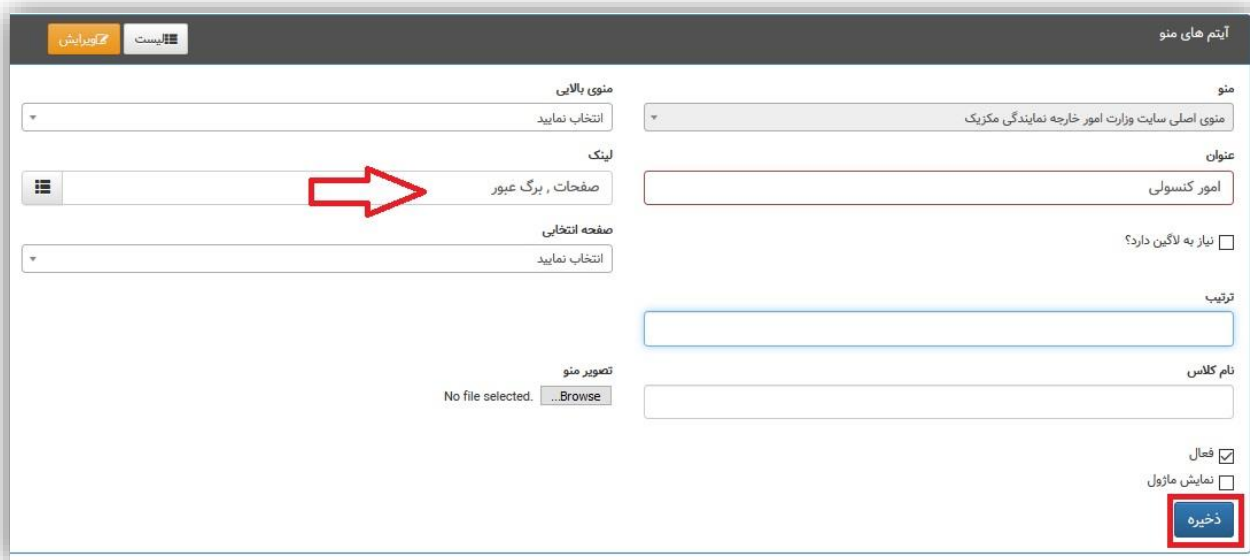 آیتم های منو
لیست
ویرایش
منو
منوی بالایی
منوی اصلی سایت وزارت امور خارجه نمایندگی مکزیک
انتخاب نمایید
عنوان
لینک
امور کنسولی
صفحات , برگ عبور
نیاز به لاگین دارد؟
صفحه انتخابی
انتخاب نمایید
ترتیب
نام کلاس
تصویر منو
Browse...
No file selected.
فعال
نمایش ماژول
ذخیره